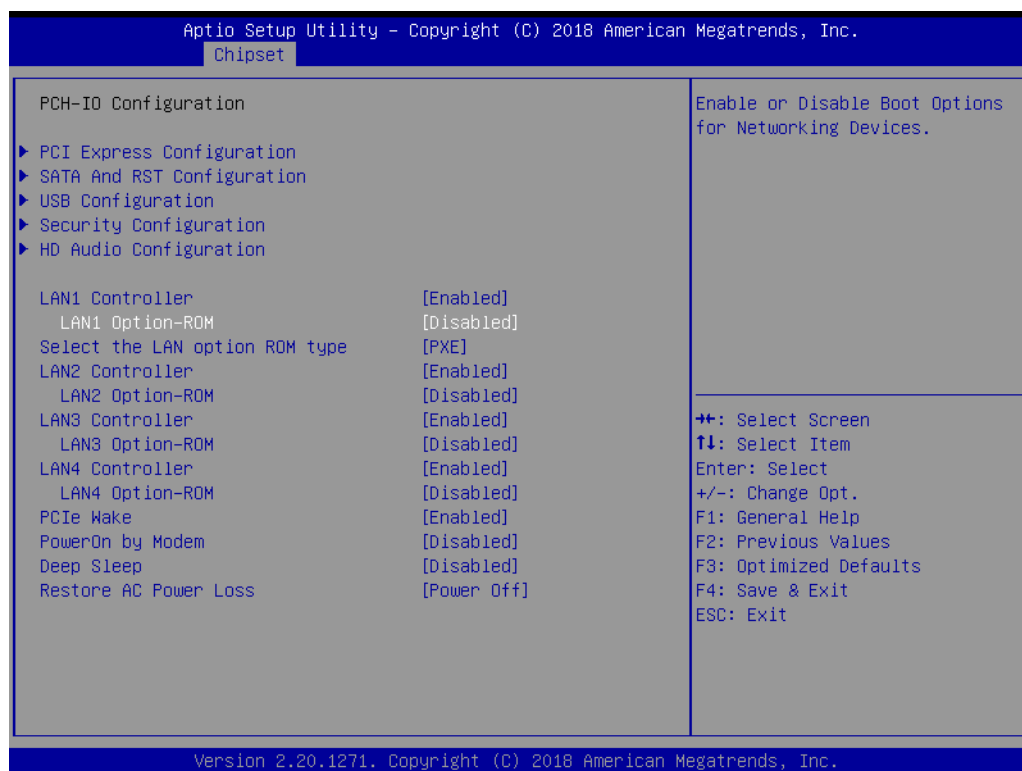 Aptio Setup Utility – Copyright (C) 2018 American Megatrends, Inc.
Chipset
PCH-IO Configuration
PCI Express Configuration
SATA And RST Configuration
USB Configuration
Security Configuration
HD Audio Configuration
LAN1 Controller [Enabled]
LAN1 Option-ROM [Disabled]
Select the LAN option ROM type [PXE]
LAN2 Controller [Enabled]
LAN2 Option-ROM [Disabled]
LAN3 Controller [Enabled]
LAN3 Option-ROM [Disabled]
LAN4 Controller [Enabled]
LAN4 Option-ROM [Disabled]
PCIe Wake [Enabled]
PowerOn by Modem [Disabled]
Deep Sleep [Disabled]
Restore AC Power Loss [Power Off]
Enable or Disable Boot Options
for Networking Devices.
→←: Select Screen
↑↓: Select Item
Enter: Select
+/-: Change Opt.
F1: General Help
F2: Previous Values
F3: Optimized Defaults
F4: Save & Exit
ESC: Exit
Version 2.20.1271. Copyright (C) 2018 American Megatrends, Inc.